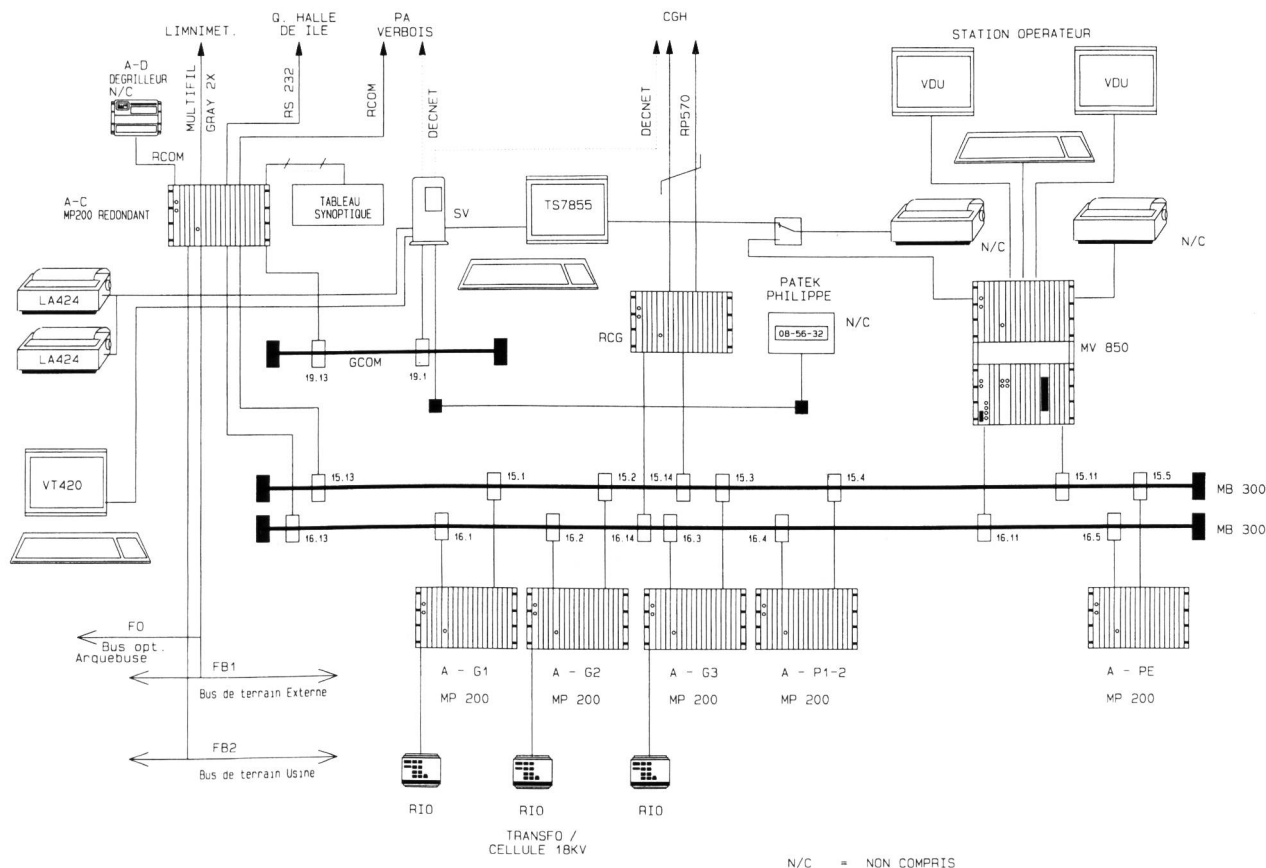 LIMNIMET.
Q. HALLE
DE ILE
PA
VERBOIS
CGH
STATION OPERATEUR
A-D
DEGRILLEUR
N/C
MULTIFIL
GRAY 2X
RS 232
RCOM
DECNET
DECNET
RP570
VDU
VDU
RCOM
A-C
MP200 REDONDANT
TABLEAU
SYNOPTIQUE
SV
TS7855
N/C
N/C
LA424
LA424
PATEK
PHILIPPE
N/C
08-56-32
RCG
MV 850
GCOM
19.13
19.1
VT420
15.13
15.1
15.2
15.14
15.3
15.4
15.11
15.5
MB 300
16.13
16.1
16.2
16.14
16.3
16.4
16.11
16.5
MB 300
FO
Bus opt.
Arquebuse
FB1
Bus de terrain Externe
FB2
Bus de terrain Usine
A - G1
MP 200
A - G2
MP 200
A - G3
MP 200
A - P1-2
MP 200
A - PE
MP 200
RIO
RIO
RIO
TRANSFO /
CELLULE 18KV
N/C = NON COMPRIS